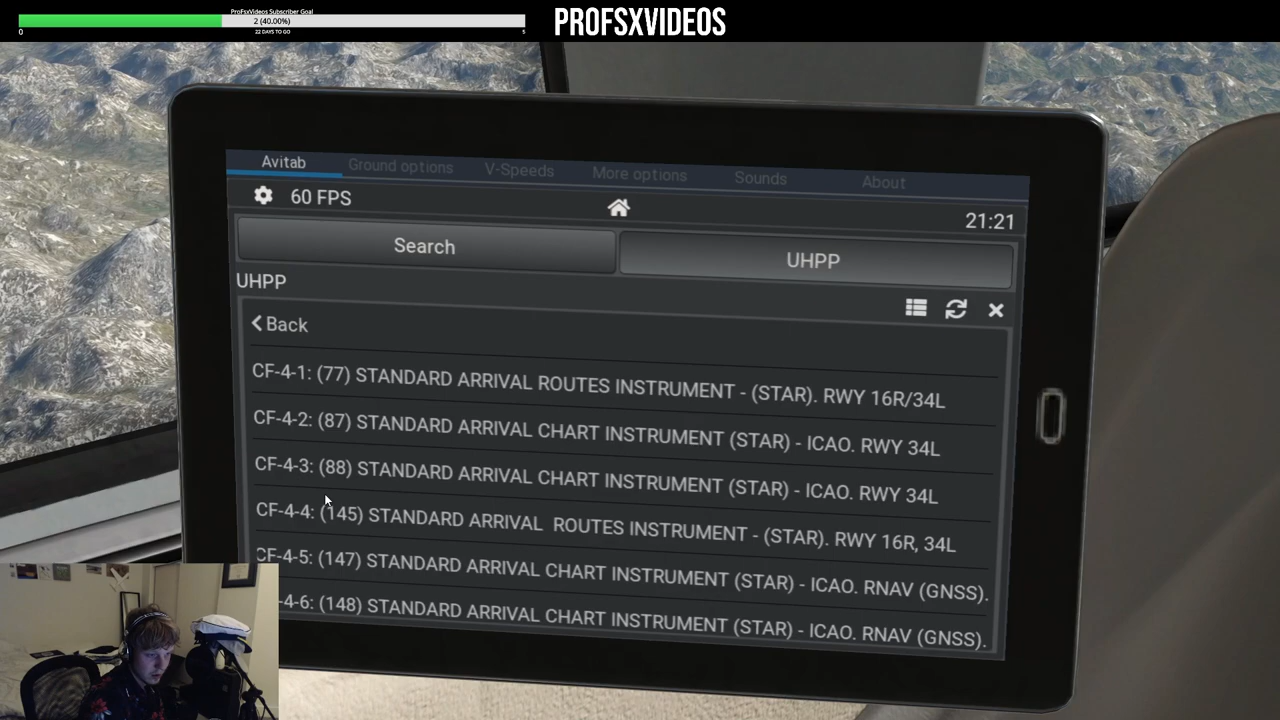 ProFsxVideos Subscriber Goal
2 (40.00%)
0
5
22 DAYS TO GO
PROFSXVIDEOS
Avitab
Ground options
V-Speeds
More options
Sounds
About
60 FPS
21:21
Search
UHPP
UHPP
Back
CF-4-1: (77) STANDARD ARRIVAL ROUTES INSTRUMENT - (STAR). RWY 16R/34L
CF-4-2: (87) STANDARD ARRIVAL CHART INSTRUMENT (STAR) - ICAO. RWY 34L
CF-4-3: (88) STANDARD ARRIVAL CHART INSTRUMENT (STAR) - ICAO. RWY 34L
CF-4-4: (145) STANDARD ARRIVAL ROUTES INSTRUMENT - (STAR). RWY 16R, 34L
CF-4-5: (147) STANDARD ARRIVAL CHART INSTRUMENT (STAR) - ICAO. RNAV (GNSS).
-4-6: (148) STANDARD ARRIVAL CHART INSTRUMENT (STAR) - ICAO. RNAV (GNSS).